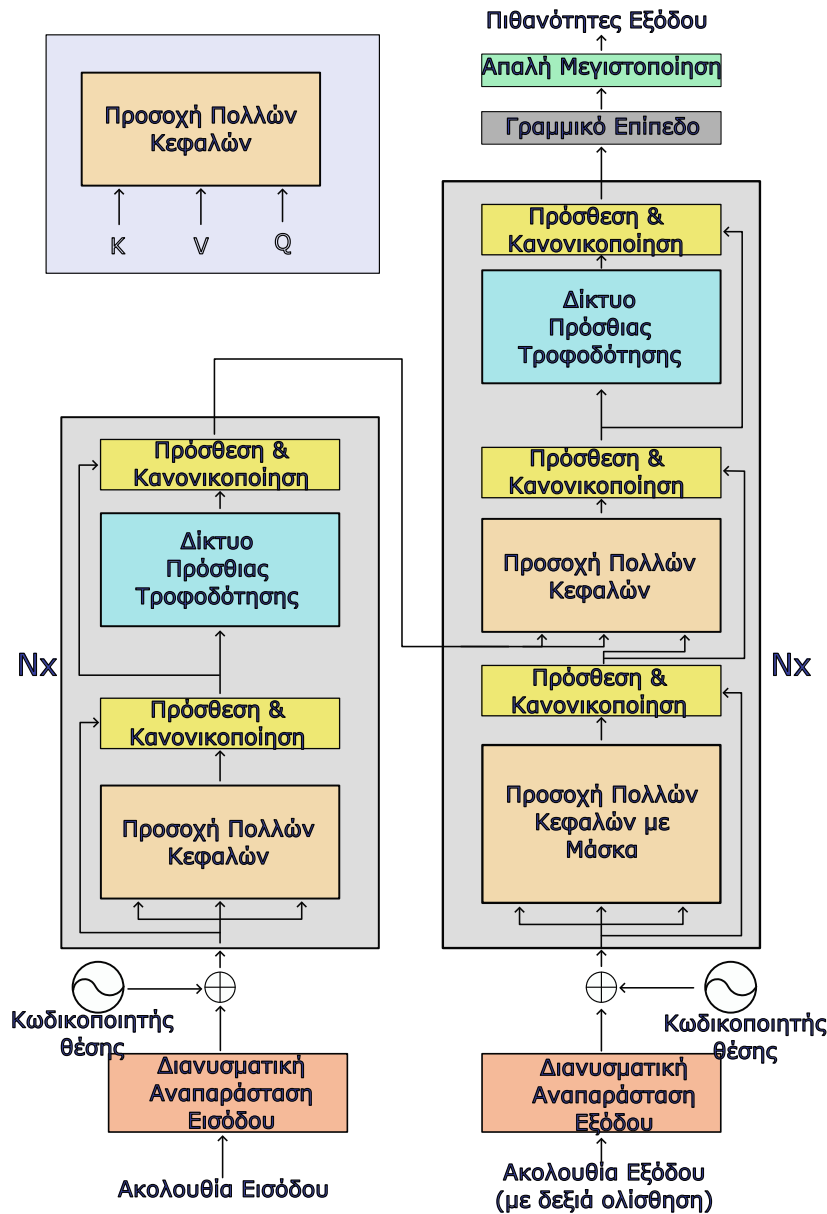 Πιθανότητες Εξόδου
Απαλή Μεγιστοποίηση
Γραμμικό Επίπεδο
Προσοχή Πολλών
Κεφαλών
K
V
Q
Πρόσθεση &
Κανονικοποίηση
Δίκτυο
Πρόσθιας
Τροφοδότησης
Πρόσθεση &
Κανονικοποίηση
Προσοχή Πολλών
Κεφαλών
Nx
Πρόσθεση &
Κανονικοποίηση
Προσοχή Πολλών
Κεφαλών με
Μάσκα
Πρόσθεση &
Κανονικοποίηση
Δίκτυο
Πρόσθιας
Τροφοδότησης
Nx
Πρόσθεση &
Κανονικοποίηση
Προσοχή Πολλών
Κεφαλών
Κωδικοποιητής
θέσης
Κωδικοποιητής
θέσης
Διανυσματική
Αναπαράσταση
Εισόδου
Διανυσματική
Αναπαράσταση
Εξόδου
Ακολουθία Εισόδου
Ακολουθία Εξόδου
(με δεξιά ολίσθηση)